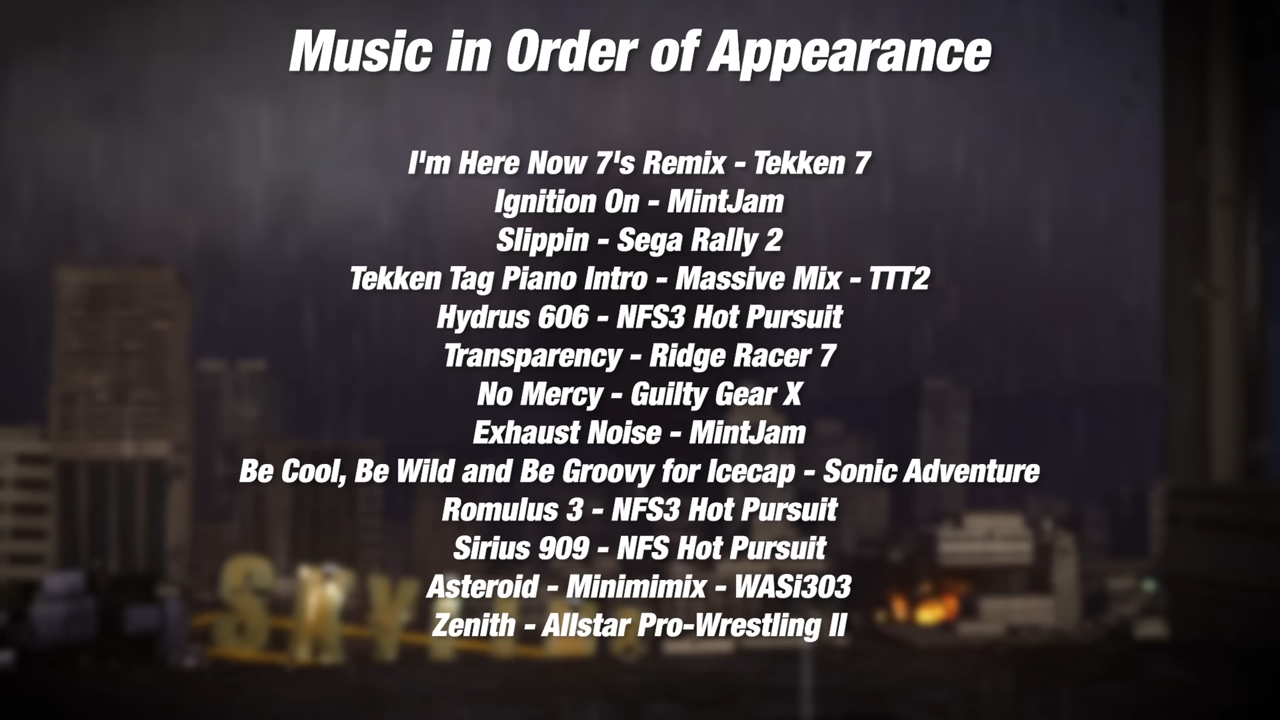 Music in Order of Appearance
I'm Here Now 7's Remix - Tekken 7
Ignition On - MintJam
Slippin - Sega Rally 2
Tekken Tag Piano Intro - Massive Mix - TTT2
Hydrus 606 - NFS3 Hot Pursuit
Transparency - Ridge Racer 7
No Mercy - Guilty Gear X
Exhaust Noise - MintJam
Be Cool, Be Wild and Be Groovy for Icecap - Sonic Adventure
Romulus 3 - NFS3 Hot Pursuit
Sirius 909 - NFS Hot Pursuit
Asteroid - Minimimix - WASi303
Zenith - Allstar Pro-Wrestling II